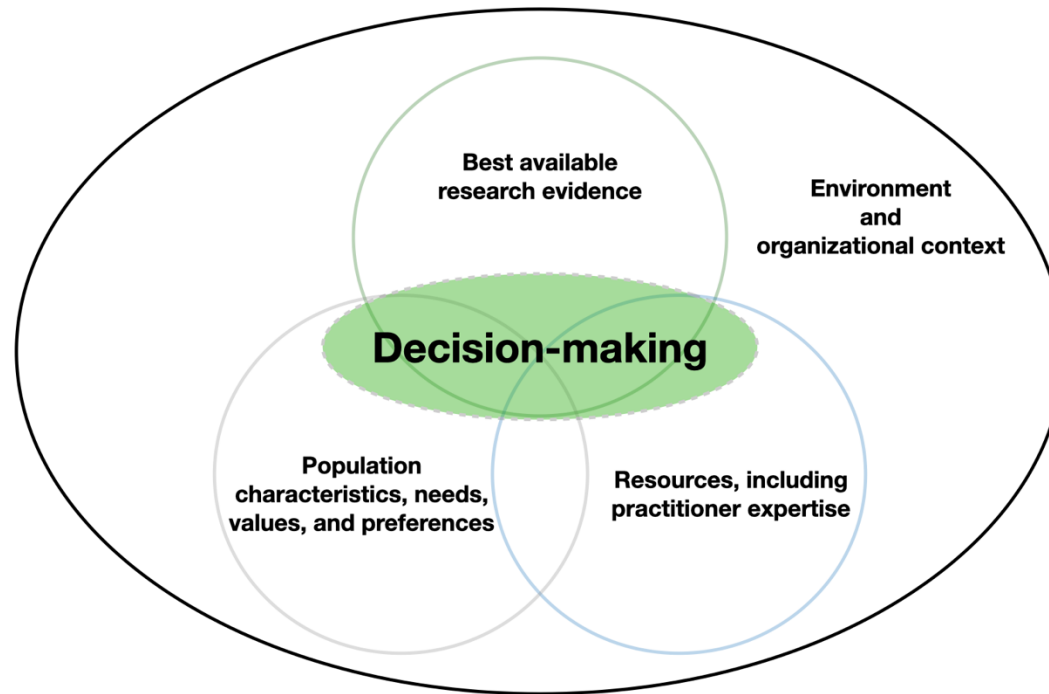 Best available
research evidence
Environment
and
organizational context
Decision-making
Population
characteristics, needs,
values, and preferences
Resources, including
practitioner expertise